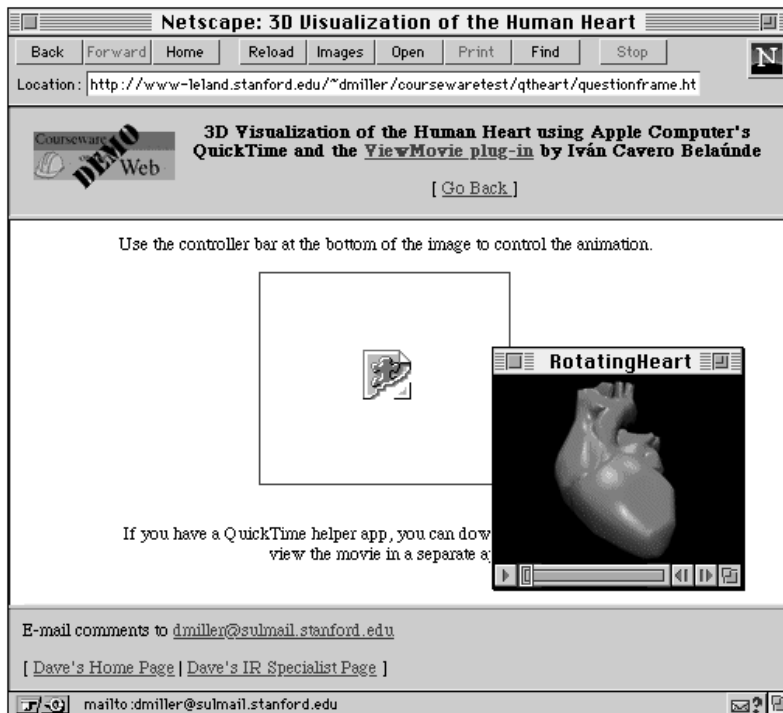 Netscape: 3D Visualization of the Human Heart
Back Forward Home Reload Images Open Print Find Stop
N
Location: http://www-leland.stanford.edu/~dmiller/coursewaretest/qtheart/questionframe.ht
Courseware
DEMO
Web
3D Visualization of the Human Heart using Apple Computer's
QuickTime and the ViewMovie plug-in by Iván Cavero Belaúnde
[ Go Back ]
Use the controller bar at the bottom of the image to control the animation.
RotatingHeart
If you have a QuickTime helper app, you can dow
view the movie in a separate a
E-mail comments to dmiller@sulmail.stanford.edu
[ Dave's Home Page | Dave's IR Specialist Page ]
mailto:dmiller@sulmail.stanford.edu
?